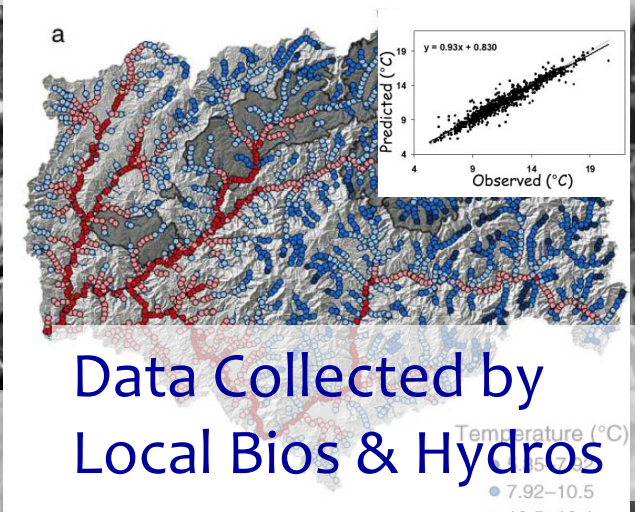 a
y = 0.93x + 0.830
19
14
9
4
Predicted (°C)
4 9 14 19
Observed (°C)
Data Collected by
Local Bios & Hydros
Temperature (°C)
7.92–10.5